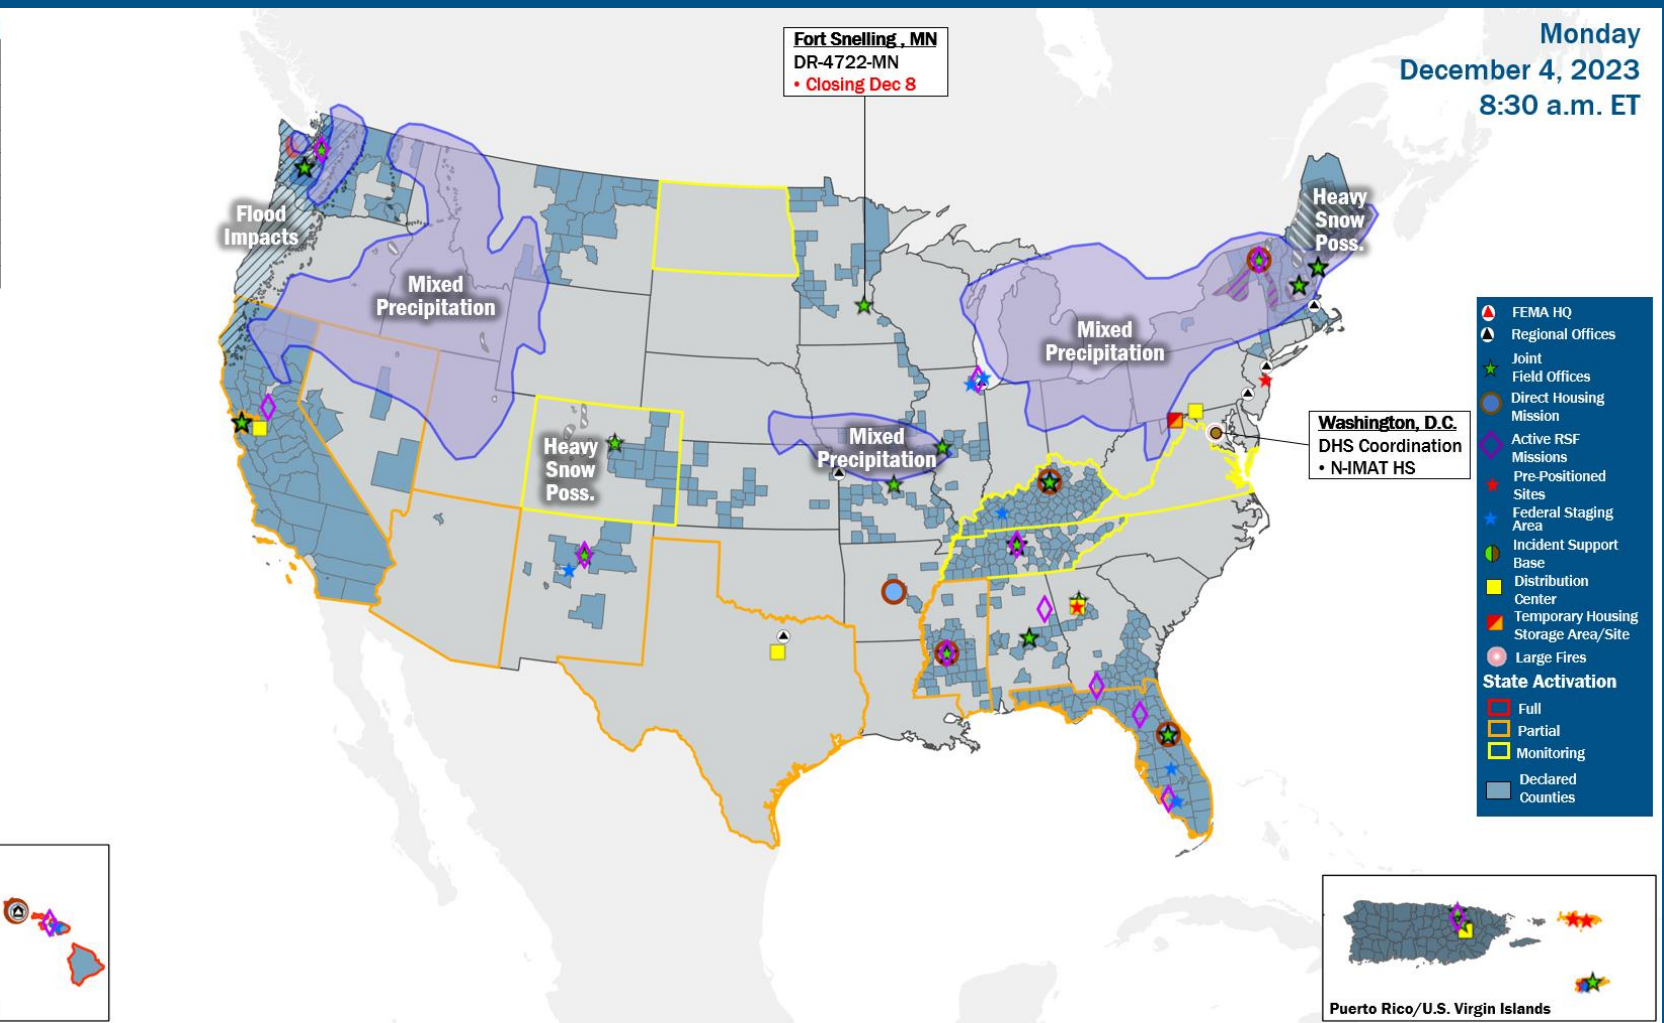 Monday
December 4, 2023
8:30 a.m. ET
Fort Snelling , MN
DR-4722-MN
• Closing Dec 8
Flood
Impacts
Mixed
Precipitation
Heavy
Snow
Poss.
Mixed
Precipitation
Heavy
Snow
Poss.
Mixed
Precipitation
Washington, D.C.
DHS Coordination
• N-IMAT HS
FEMA HQ
Regional Offices
Joint
Field Offices
Direct Housing
Mission
Active RSF
Missions
Pre-Positioned
Sites
Federal Staging
Area
Incident Support
Base
Distribution
Center
Temporary Housing
Storage Area/Site
Large Fires
State Activation
Full
Partial
Monitoring
Declared
Counties
Puerto Rico/U.S. Virgin Islands